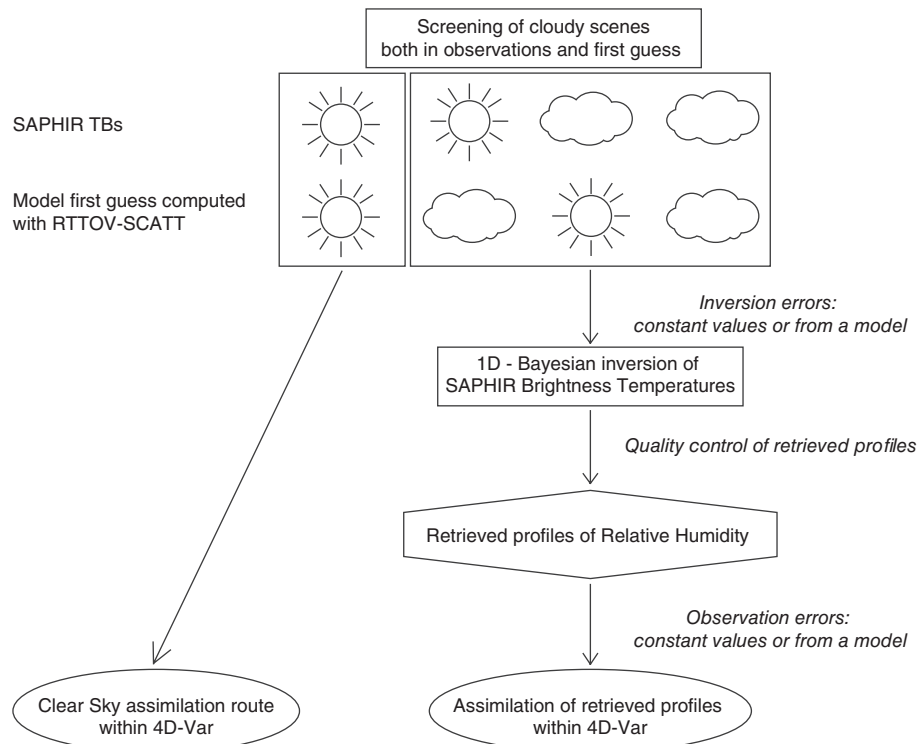 Screening of cloudy scenes
both in observations and first guess
SAPHIR TBs
Model first guess computed
with RTTOV-SCATT
Inversion errors:
constant values or from a model
1D - Bayesian inversion of
SAPHIR Brightness Temperatures
Quality control of retrieved profiles
Retrieved profiles of Relative Humidity
Observation errors:
constant values or from a model
Clear Sky assimilation route
within 4D-Var
Assimilation of retrieved profiles
within 4D-Var